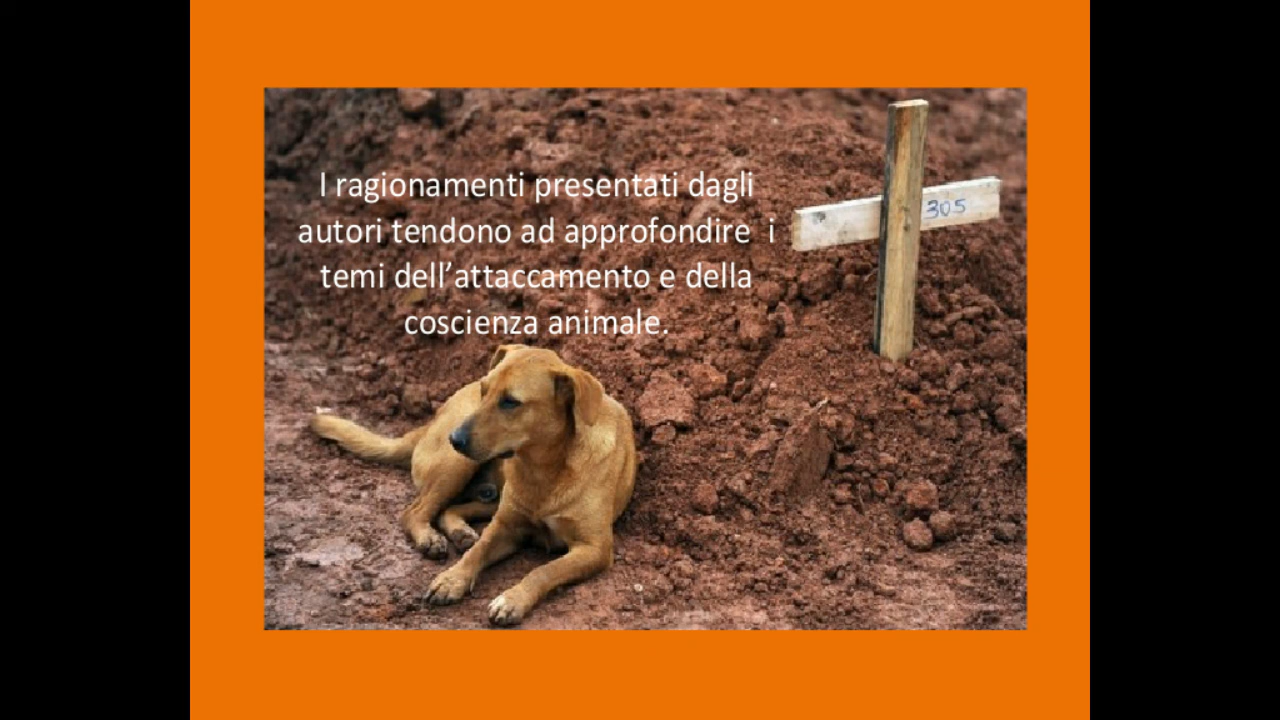 I ragionamenti presentati dagli
autori tendono ad approfondire i
temi dell’attaccamento e della
coscienza animale.
305